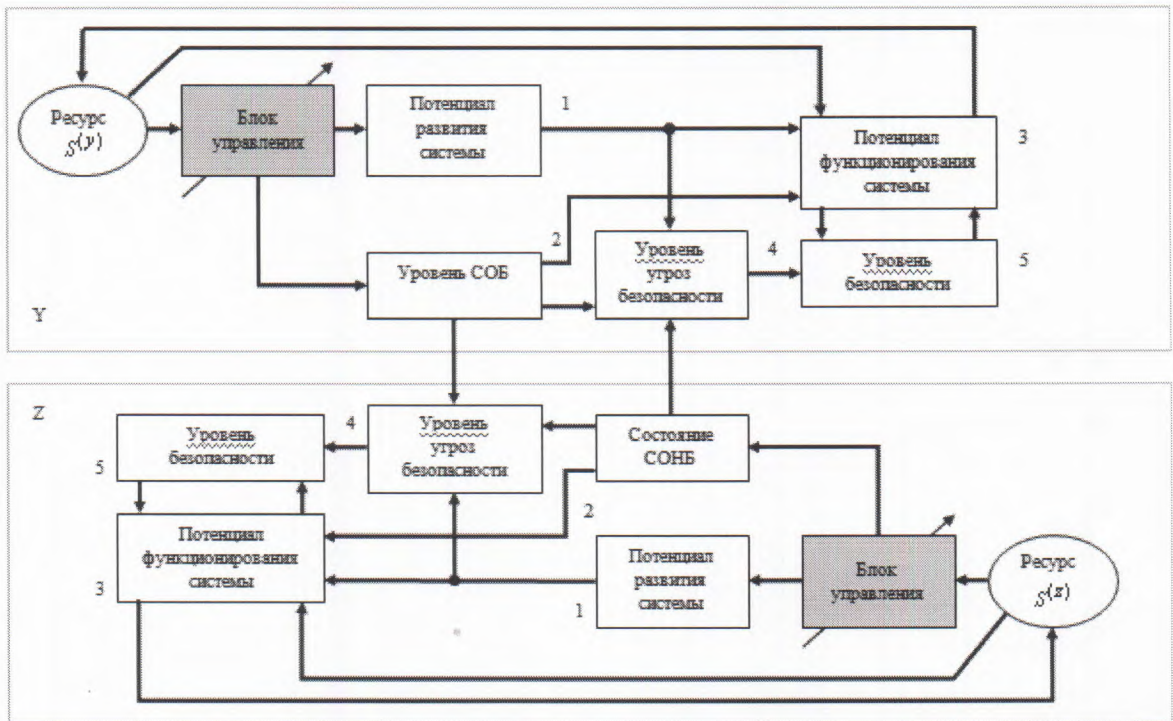 Ресурс
S(y)
Блок
управления
Потенциал
развития
системы
1
Потенциал
функционирования
системы
3
Уровень СОБ
2
Уровень
угроз
безопасности
4
Уровень
безопасности
5
Y
Z
Уровень
безопасности
5
4
Уровень
угроз
безопасности
Состояние
СОНБ
2
Потенциал
функционирования
системы
3
Потенциал
развития
системы
1
Блок
управления
Ресурс
S(z)